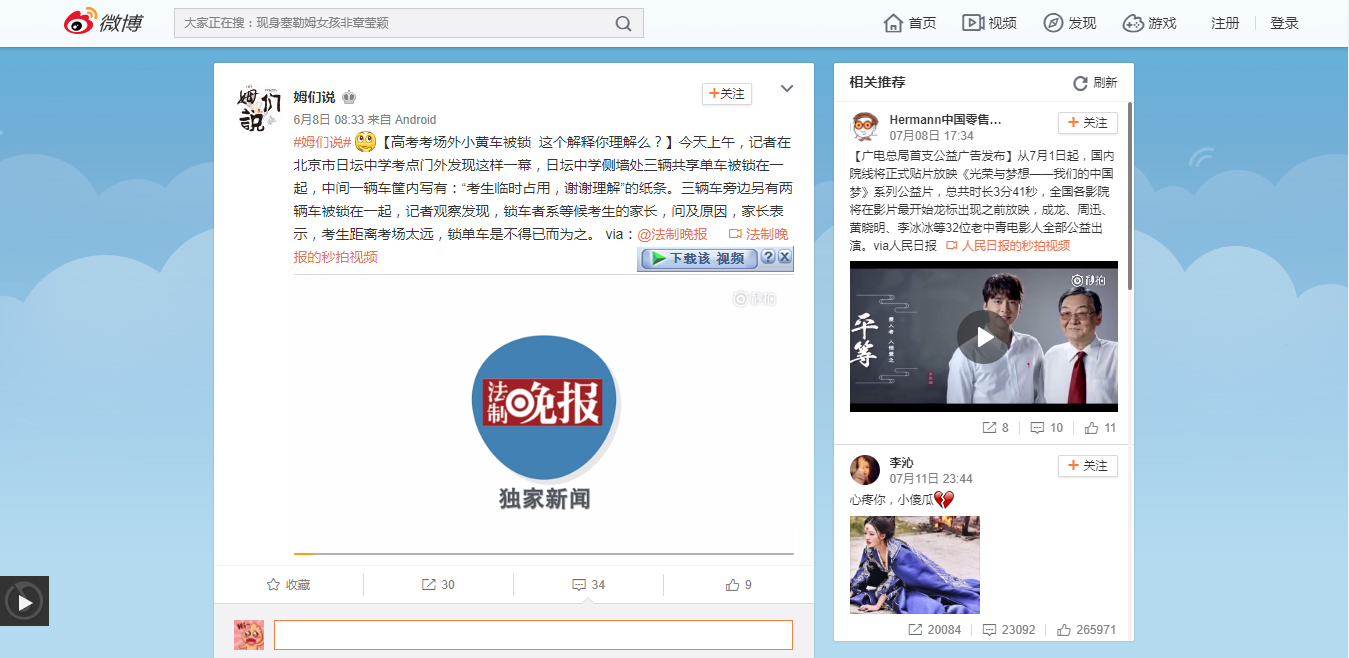 微博
大家正在搜：现身塞勒姆女孩非章莹颖
首页
视频
发现
游戏
注册
登录
姆们說
姆们说
+关注
6月8日 08:33 来自 Android
#姆们说# 【高考考场外小黄车被锁 这个解释你理解么？】今天上午，记者在
北京市日坛中学考点门外发现这样一幕，日坛中学侧墙处三辆共享单车被锁在一
起，中间一辆车筐内写有：“考生临时占用，谢谢理解”的纸条。三辆车旁边另有两
辆车被锁在一起，记者观察发现，锁车者系等候考生的家长，问及原因，家长表
示，考生距离考场太远，锁单车是不得已而为之。 via：@法制晚报 法制晚
报的秒拍视频
下载该 视频
? X
秒拍
法制晚报
独家新闻
收藏
30
34
9
Hi~
相关推荐
刷新
Hermann中国零售...
+ 关注
07月08日 17:34
【广电总局首支公益广告发布】从7月1日起，国内
院线将正式贴片放映《光荣与梦想——我们的中国
梦》系列公益片，总共时长3分41秒，全国各影院
将在影片最开始龙标出现之前放映，成龙、周迅、
黄晓明、李冰冰等32位老中青电影人全部公益出
演。via人民日报 人民日报的秒拍视频
秒拍
平等
爱人者 人恒爱之
8
10
11
李沁
+ 关注
07月11日 23:44
心疼你，小傻瓜
20084
23092
265971